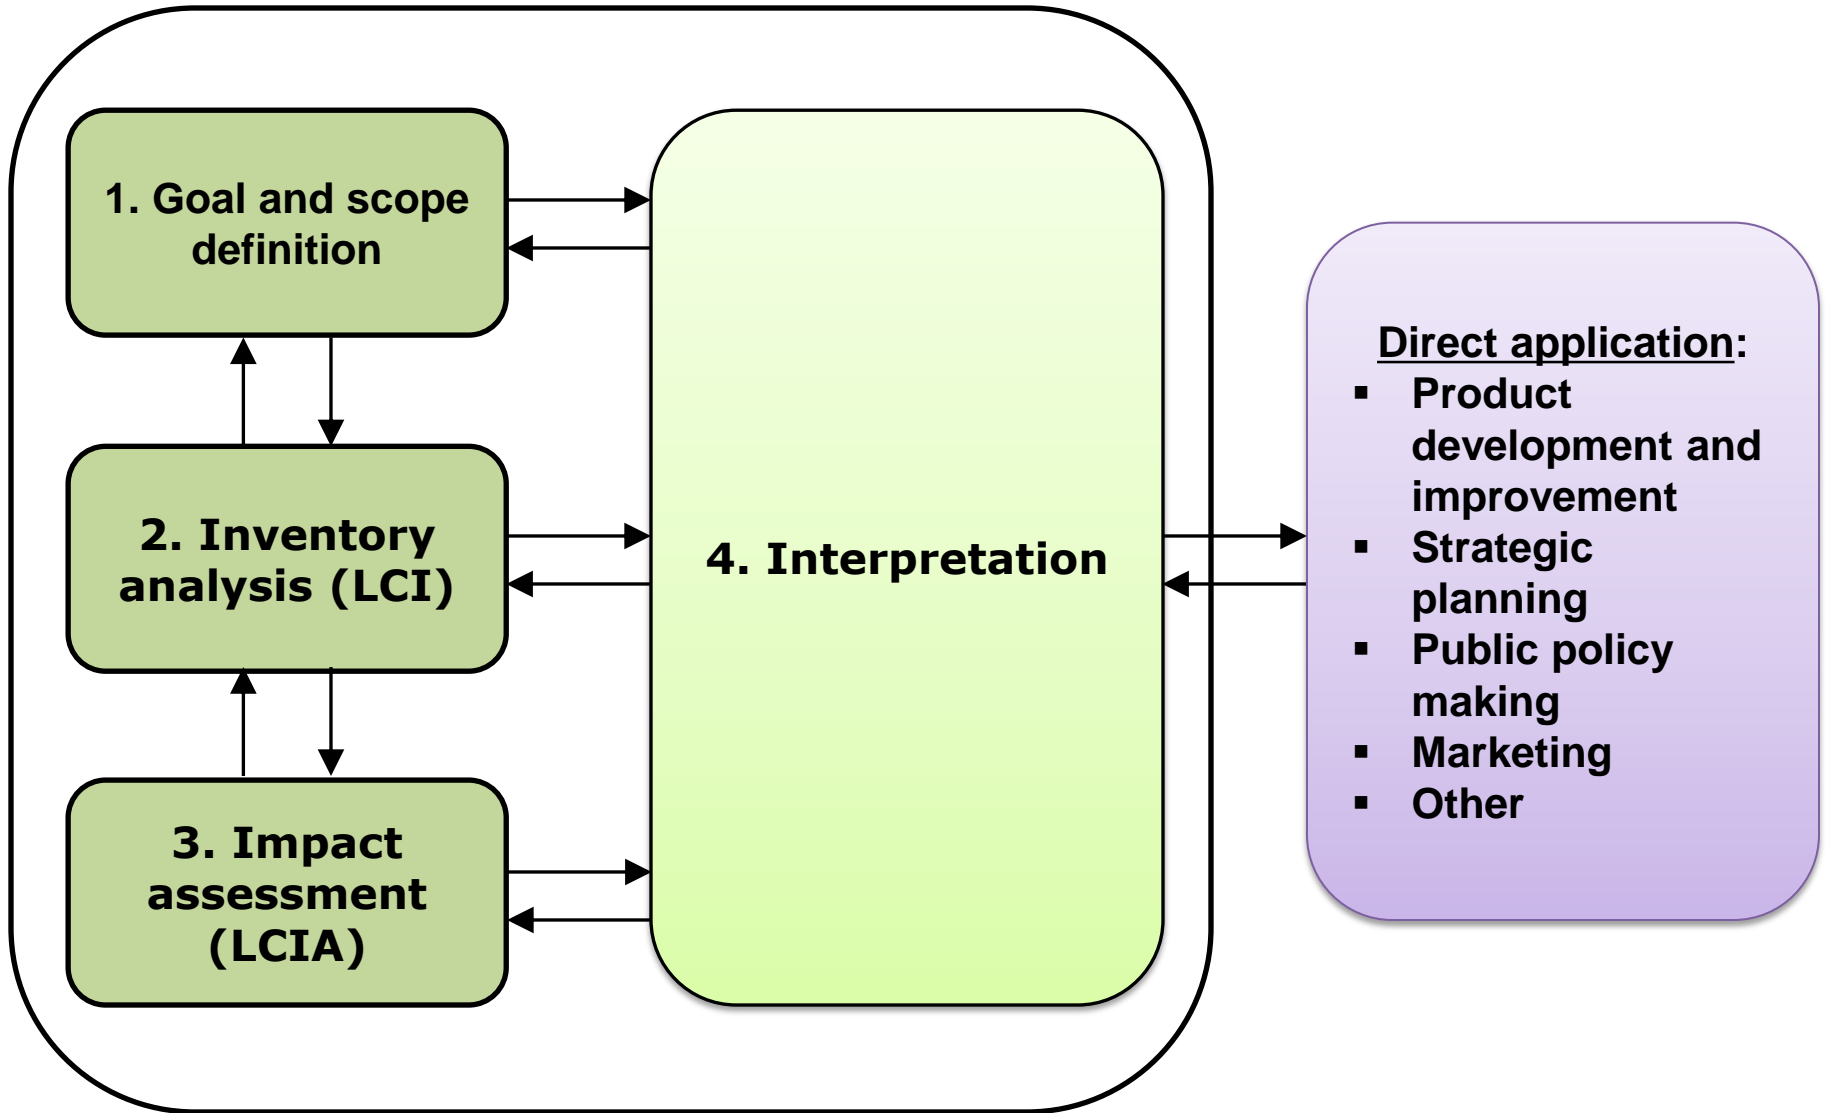 1. Goal and scope
definition
2. Inventory
analysis (LCI)
3. Impact
assessment
(LCIA)
4. Interpretation
Direct application:
▪ Product
development and
improvement
▪ Strategic
planning
▪ Public policy
making
▪ Marketing
▪ Other